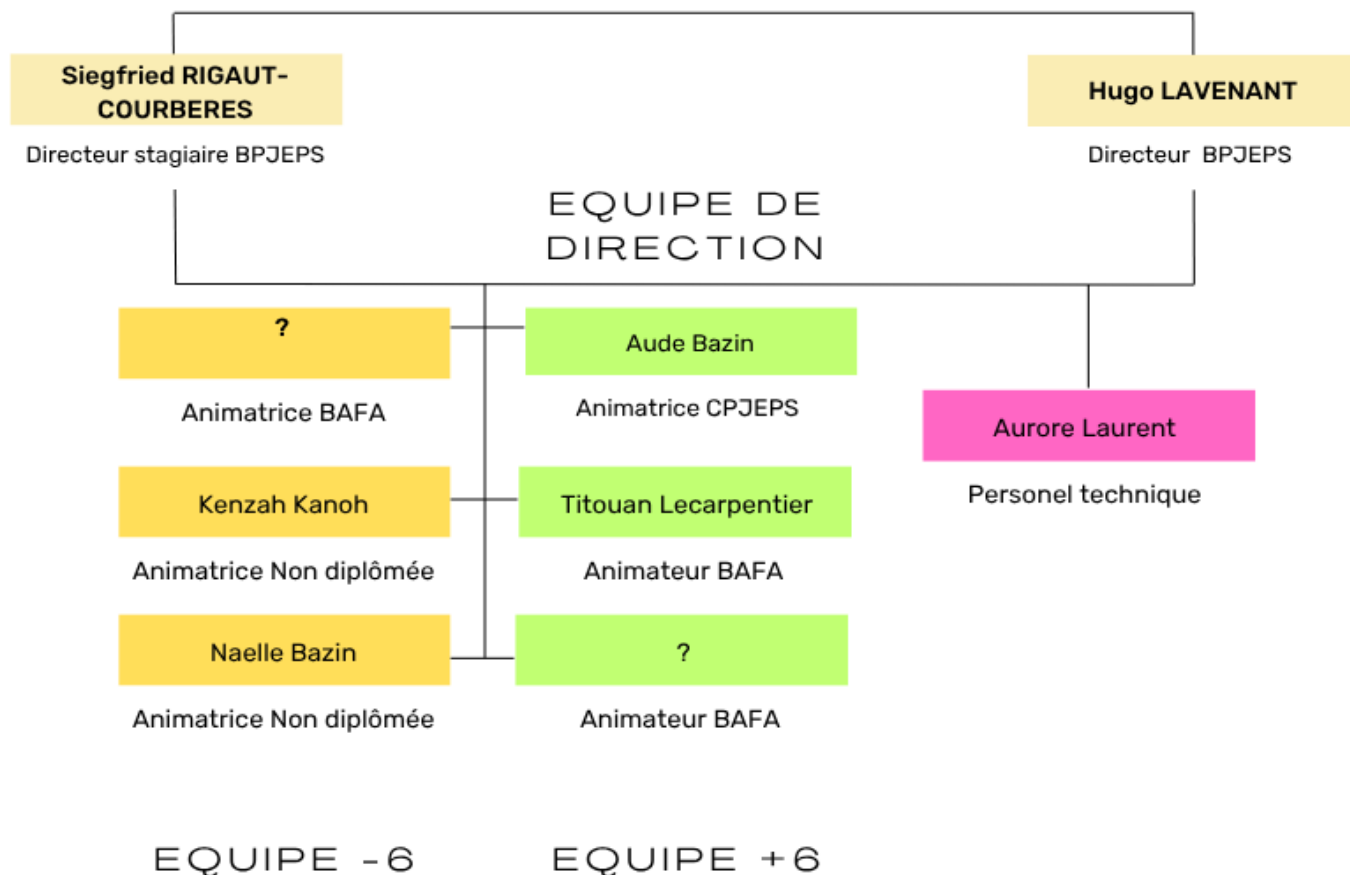 Siegfried RIGAUT-
COURBERES
Hugo LAVENANT
Directeur stagiaire BPJEPS
Directeur BPJEPS
EQUIPE DE
DIRECTION
?
Aude Bazin
Animatrice BAFA
Animatrice CPJEPS
Aurore Laurent
Personel technique
Kenzah Kanoh
Titouan Lecarpentier
Animatrice Non diplômée
Animateur BAFA
Naelle Bazin
?
Animatrice Non diplômée
Animateur BAFA
EQUIPE -6
EQUIPE +6